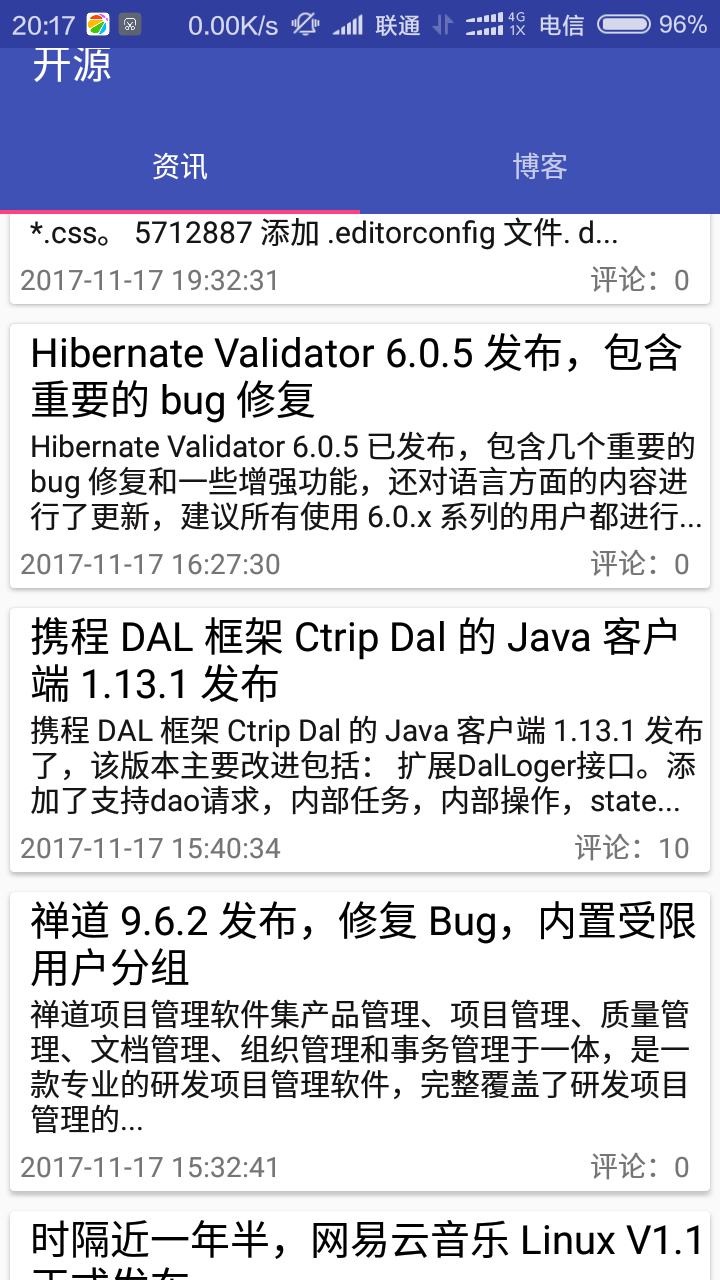 20:17 0.00K/s 联通 4G 1X 电信 96%
开源
资讯 博客
*.css。 5712887 添加 .editorconfig 文件. d...
2017-11-17 19:32:31 评论：0
Hibernate Validator 6.0.5 发布，包含
重要的 bug 修复
Hibernate Validator 6.0.5 已发布，包含几个重要的
bug 修复和一些增强功能，还对语言方面的内容进
行了更新，建议所有使用 6.0.x 系列的用户都进行...
2017-11-17 16:27:30 评论：0
携程 DAL 框架 Ctrip Dal 的 Java 客户
端 1.13.1 发布
携程 DAL 框架 Ctrip Dal 的 Java 客户端 1.13.1 发布
了，该版本主要改进包括： 扩展DalLoger接口。添
加了支持dao请求，内部任务，内部操作，state...
2017-11-17 15:40:34 评论：10
禅道 9.6.2 发布，修复 Bug，内置受限
用户分组
禅道项目管理软件集产品管理、项目管理、质量管
理、文档管理、组织管理和事务管理于一体，是一
款专业的研发项目管理软件，完整覆盖了研发项目
管理的...
2017-11-17 15:32:41 评论：0
时隔近一年半，网易云音乐 Linux V1.1
正式发布